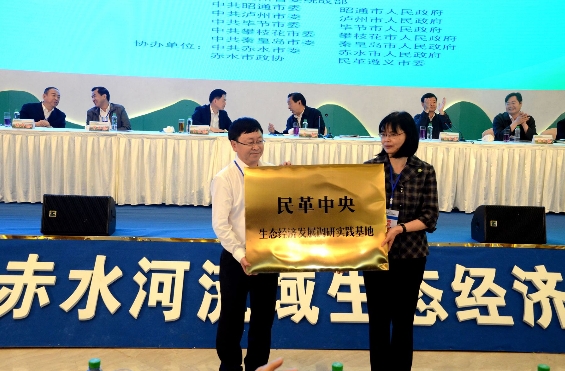 中共昭通市委 昭通市人民政府
中共泸州市委 泸州市人民政府
中共毕节市委 毕节市人民政府
中共攀枝花市委 攀枝花市人民政府
中共秦皇岛市委 秦皇岛市人民政府
协办单位：中共赤水市委 赤水市人民政府
赤水市政协 民革遵义市委
民革中央
生态经济发展调研实践基地
赤水河流域生态经济